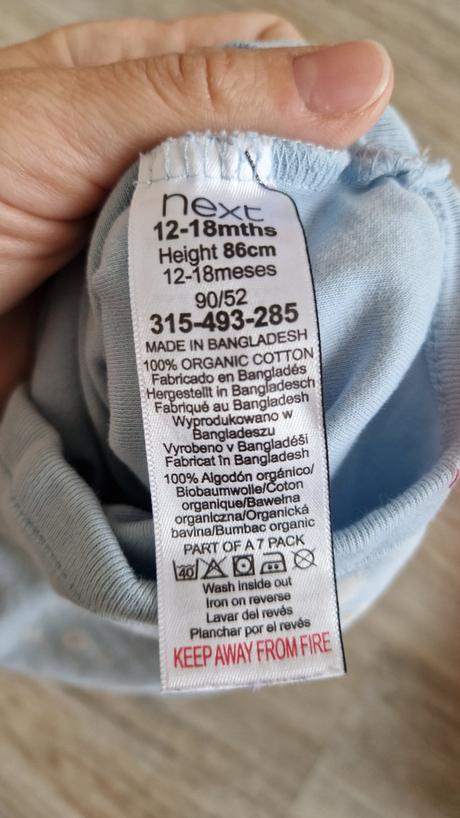 next
12-18mths
Height 86cm
12-18meses
90/52
315-493-285
MADE IN BANGLADESH
100% ORGANIC COTTON
Fabricado en Bangladés
Hergestellt in Bangladesch
Fabriqué au Bangladesh
Wyprodukowano w
Bangladeszu
Vyrobeno v Bangladéši
Fabricat în Bangladesh
100% Algodón orgánico/
Biobaumwolle/Coton
organique/Bawełna
organiczna/Organická
bavlna/Bumbac organic
PART OF A 7 PACK
40
Wash inside out
Iron on reverse
Lavar del revés
Planchar por el revés
KEEP AWAY FROM FIRE